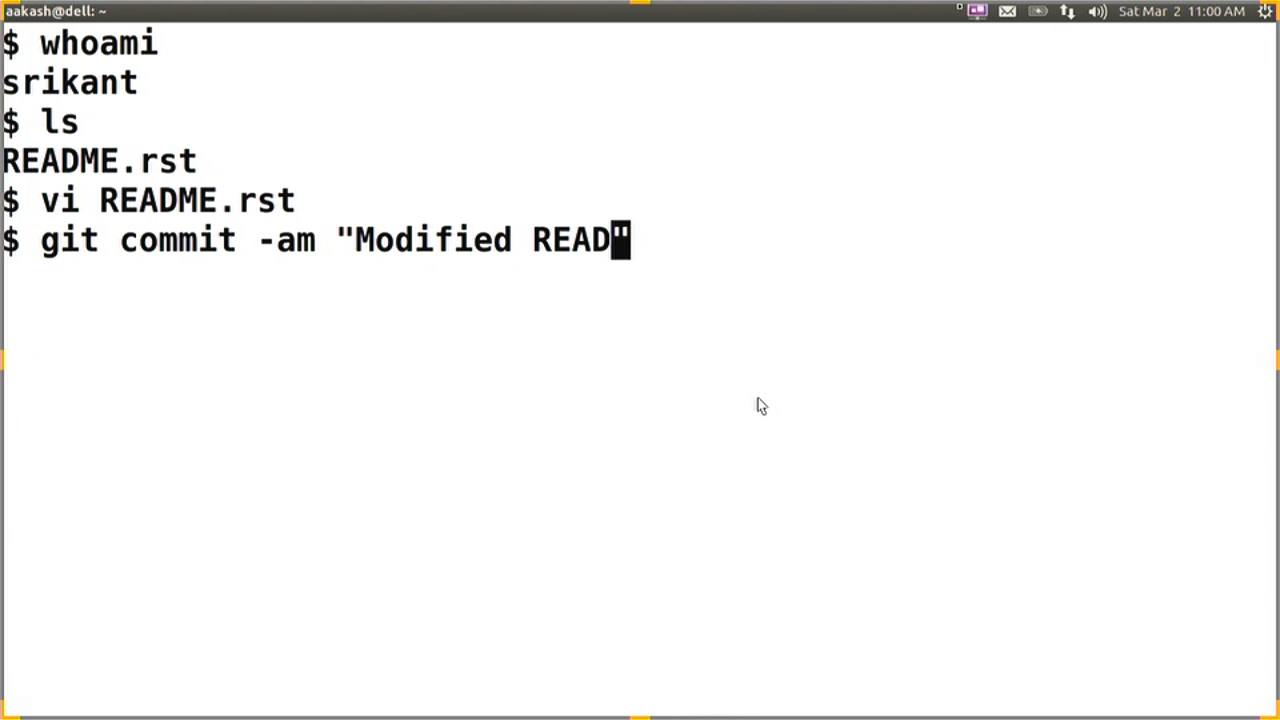 aakash@dell: ~
Sat Mar 2 11:00 AM
$ whoami
srikant
$ ls
README.rst
$ vi README.rst
$ git commit -am "Modified READ"